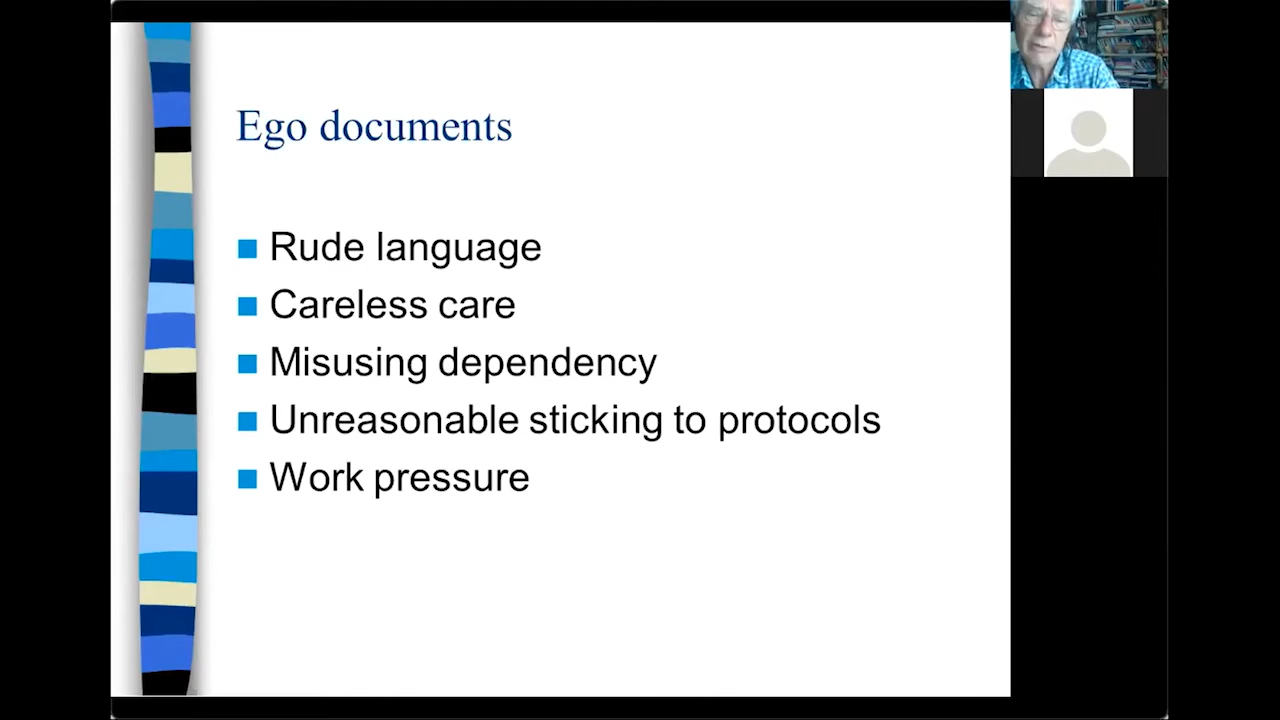 Ego documents
Rude language
Careless care
Misusing dependency
Unreasonable sticking to protocols
Work pressure